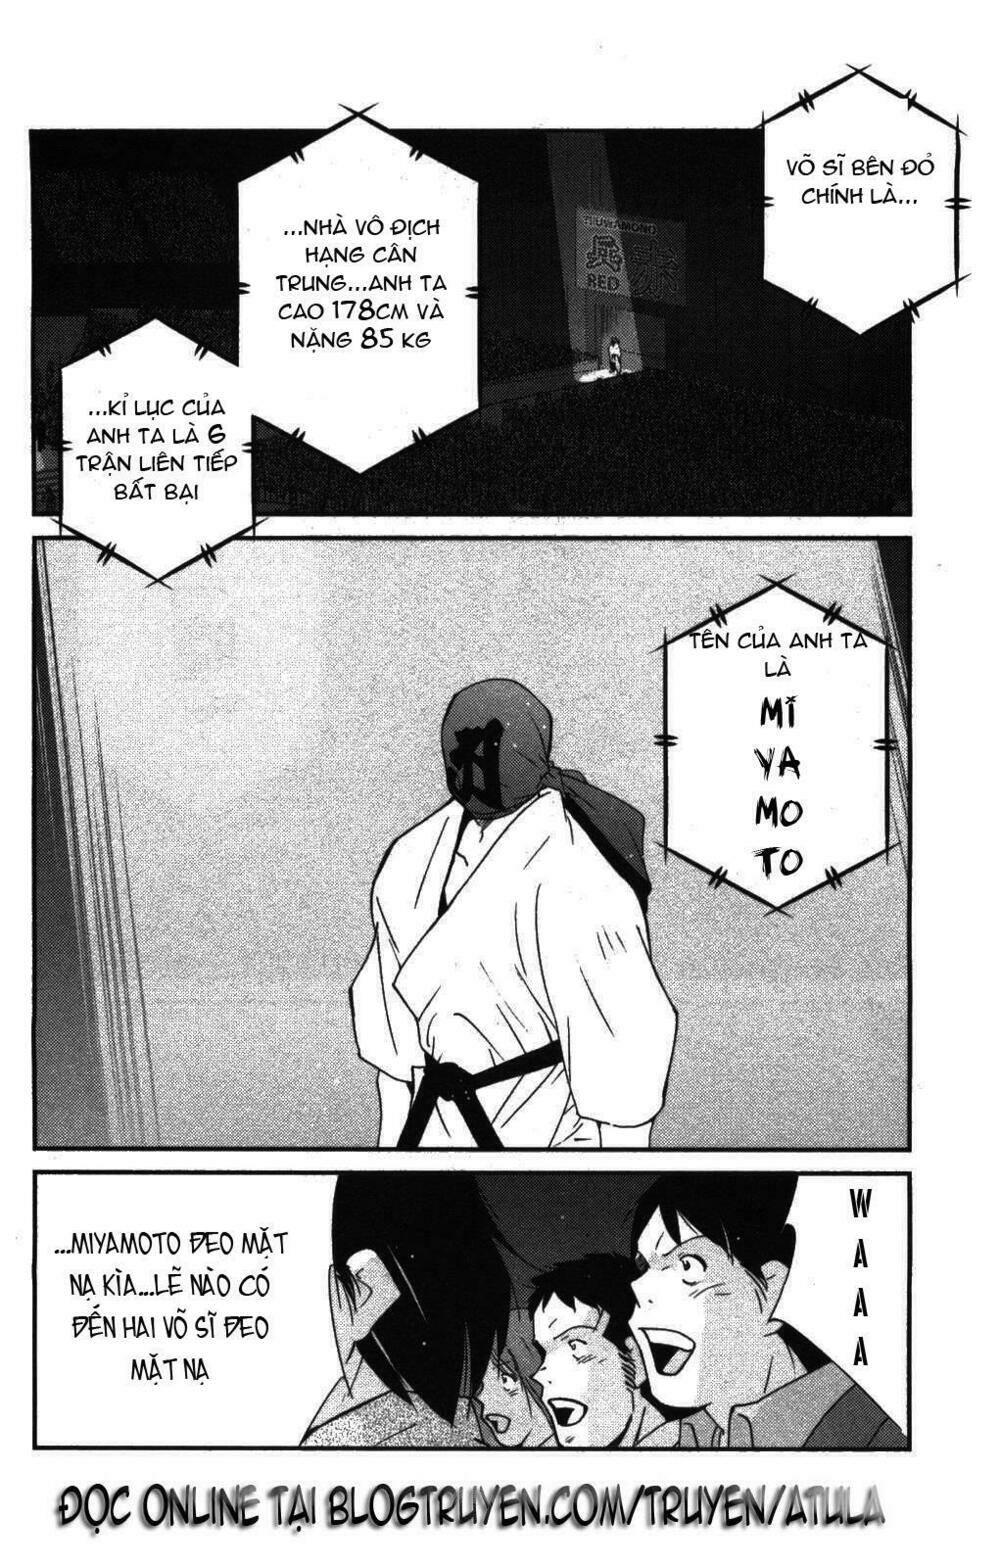 VÕ SĨ BÊN ĐỎ
CHÍNH LÀ...
...NHÀ VÔ ĐỊCH
HẠNG CÂN
TRUNG...ANH TA
CAO 178CM VÀ
NẶNG 85 KG
RED
...KỈ LỤC CỦA
ANH TA LÀ 6
TRẬN LIÊN TIẾP
BẤT BẠI
TÊN CỦA ANH TA
LÀ
MI
YA
MO
TO
...MIYAMOTO ĐEO MẶT
NẠ KÌA...LẼ NÀO CÓ
ĐẾN HAI VÕ SĨ ĐEO
MẶT NẠ
W
A
A
A
A
ĐỌC ONLINE TẠI BLOGTRUYEN.COM/TRUYEN/ATULA